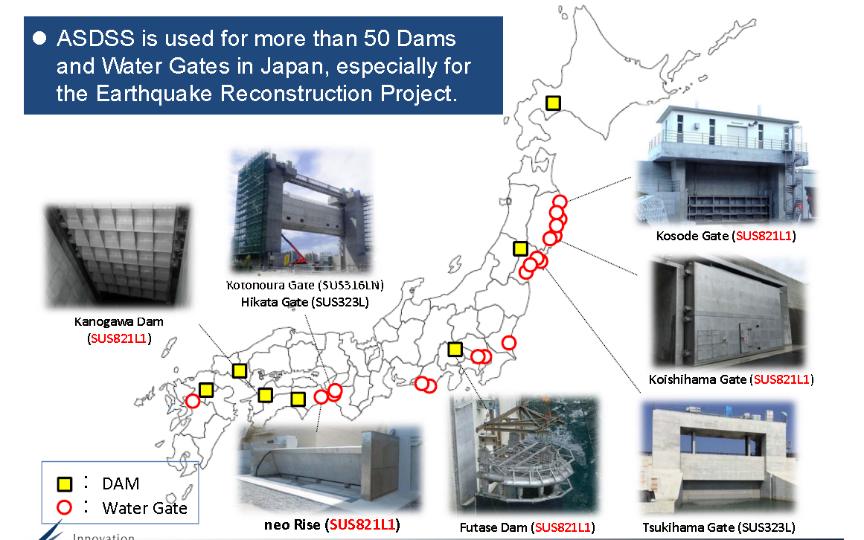 ● ASDSS is used for more than 50 Dams
and Water Gates in Japan, especially for
the Earthquake Reconstruction Project.
Kosode Gate (SUS821L1)
Kotonoura Gate (SUS316LN)
Hikata Gate (SUS323L)
Kanogawa Dam
(SUS821L1)
Koishihama Gate (SUS821L1)
: DAM
: Water Gate
neo Rise (SUS821L1)
Futase Dam (SUS821L1)
Tsukihama Gate (SUS323L)
Innovation